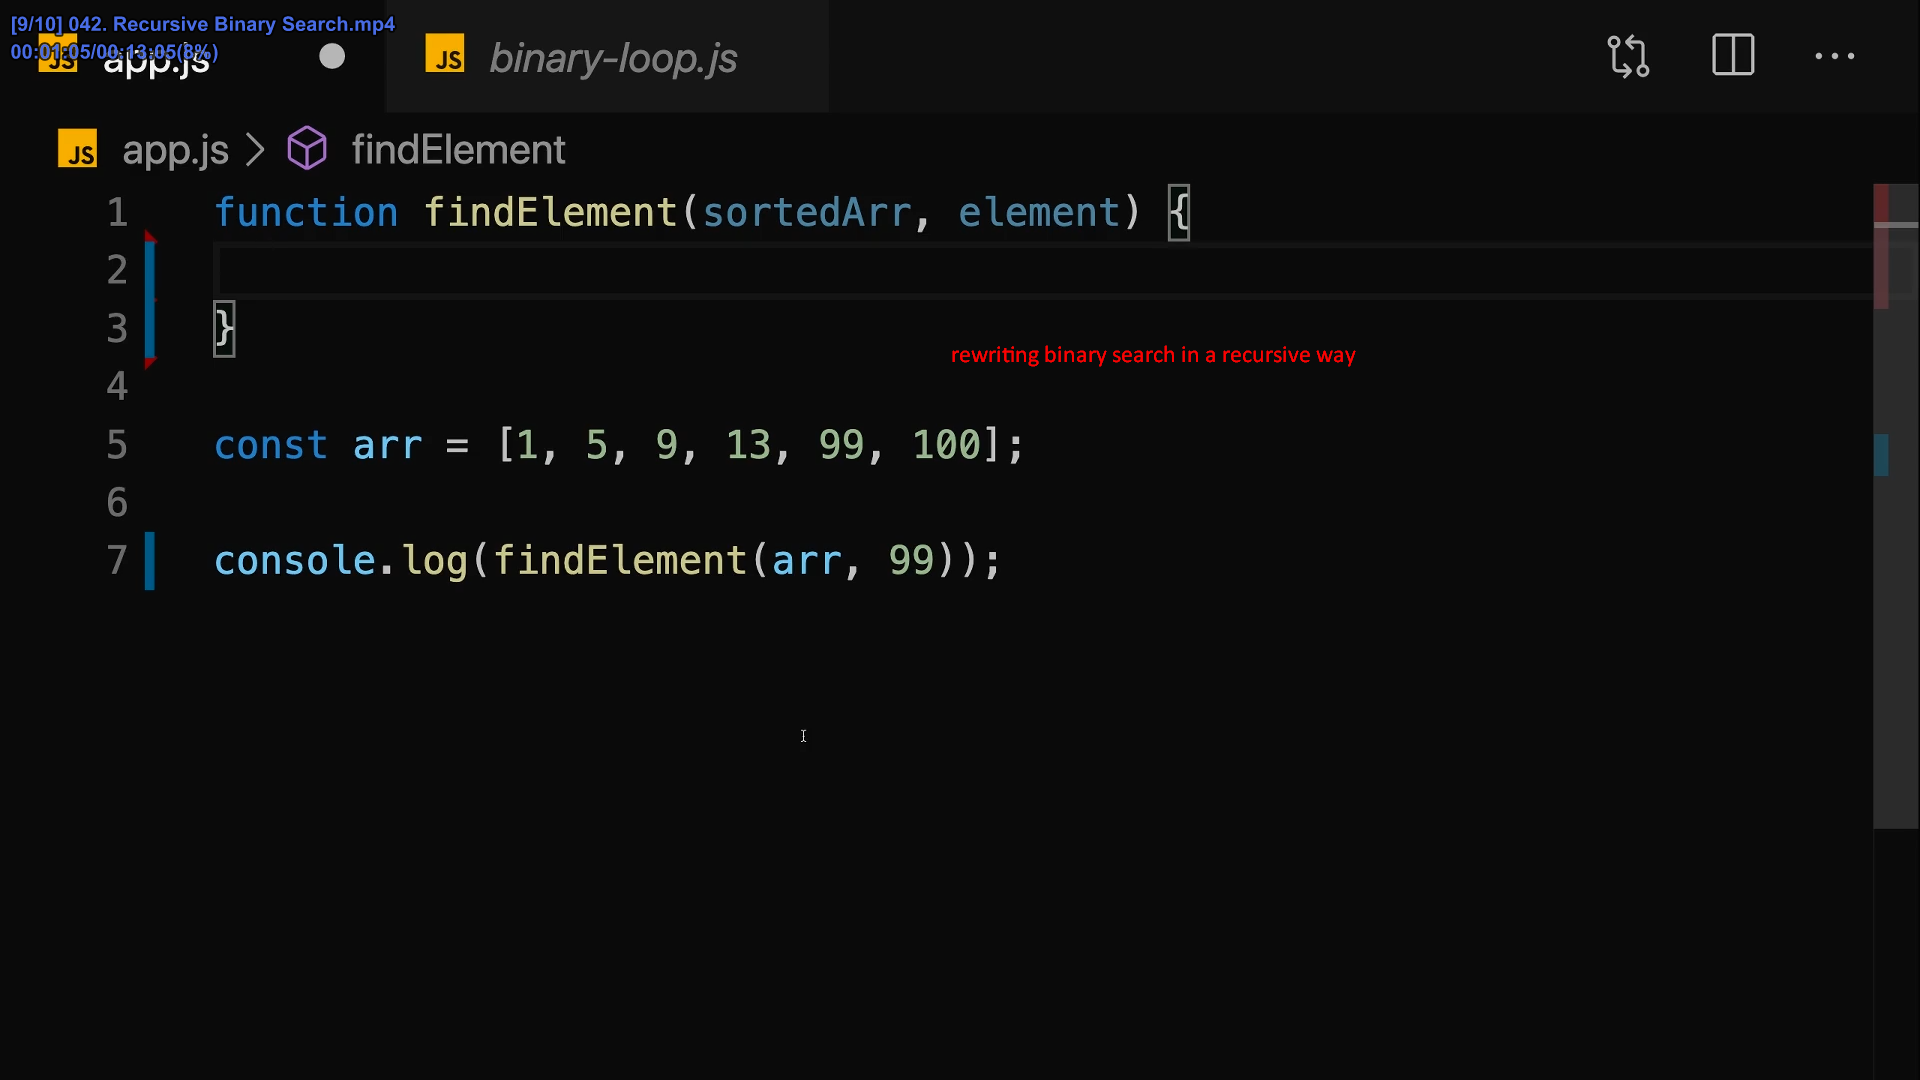 [9/10] 042. Recursive Binary Search.mp4
00:01:05/00:13:05(8%)
JS app.js
JS binary-loop.js
JS app.js > findElement
1 function findElement(sortedArr, element) {
2
3 }
rewriting binary search in a recursive way
4
5 const arr = [1, 5, 9, 13, 99, 100];
6
7 console.log(findElement(arr, 99));